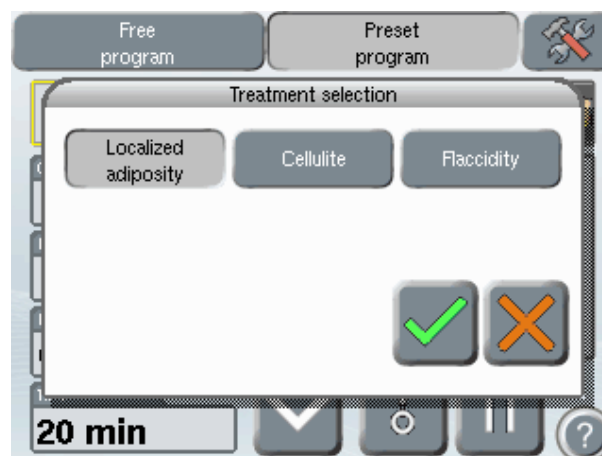 Free
program
Preset
program
Treatment selection
Localized
adiposity
Cellulite
Flaccidity
20 min
?